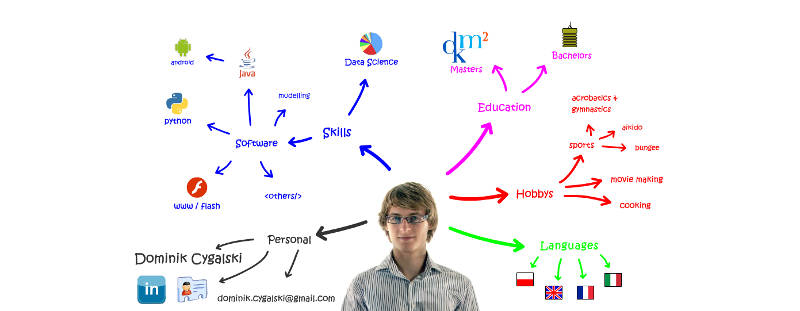 android
Java
python
modelling
Software
www / flash
<others/>
Data Science
Skills
dkm2
Masters
Bachelors
Education
acrobatics +
gymnastics
sports
aikido
bungee
Hobbys
movie making
cooking
Languages
Personal
Dominik Cygalski
in
dominik.cygalski@gmail.com